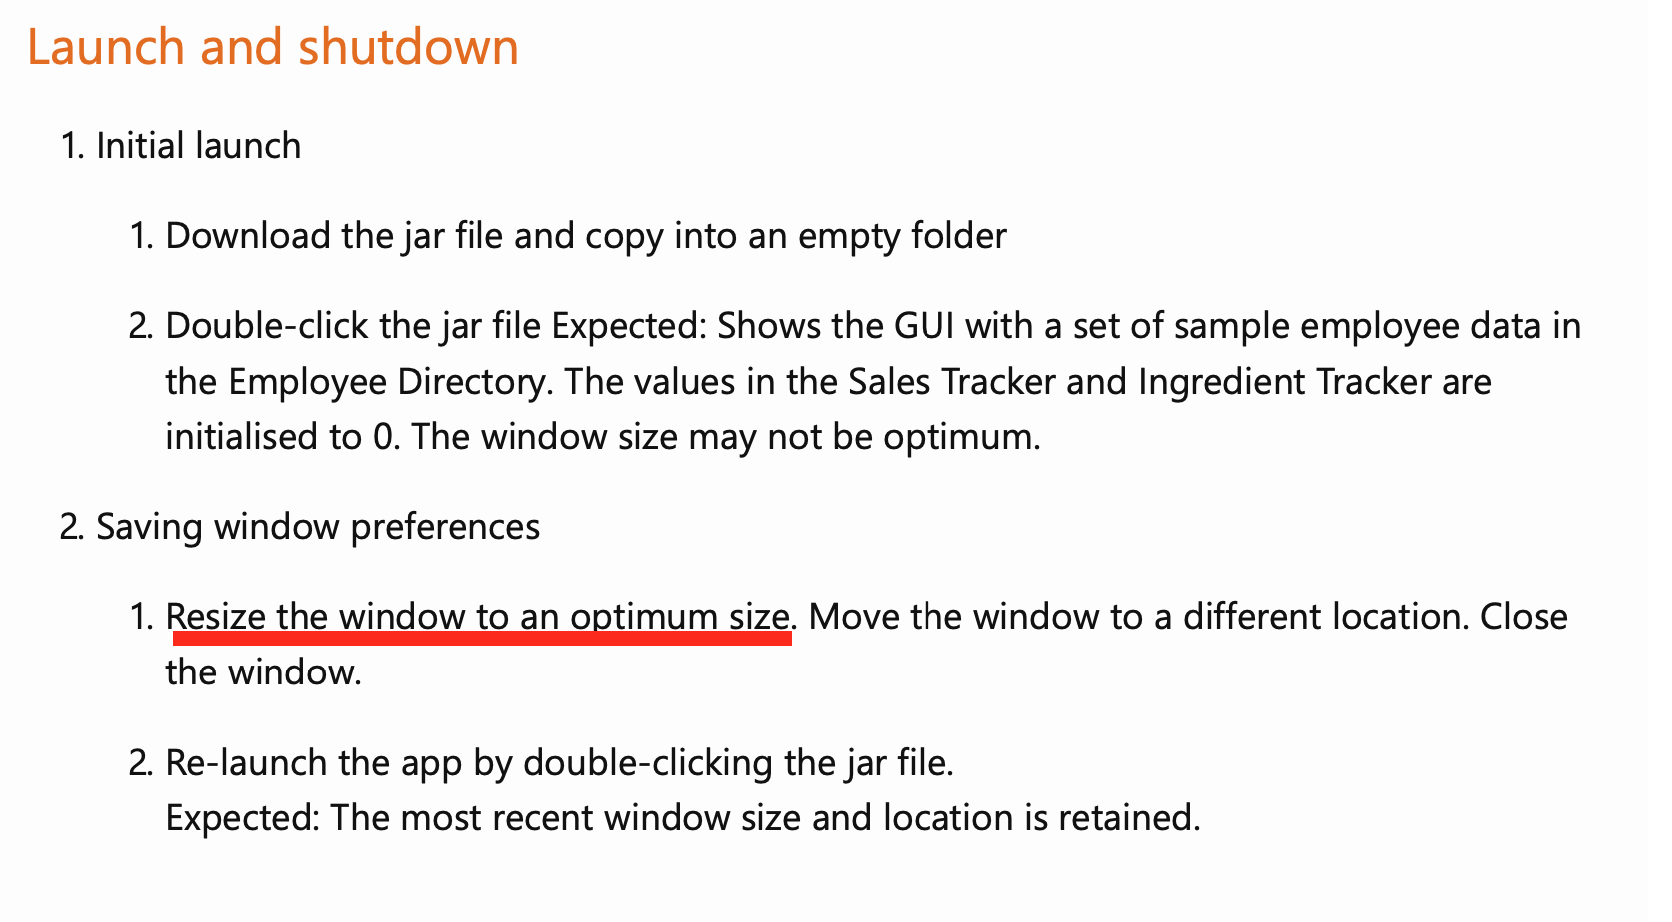 Launch and shutdown
1. Initial launch
1. Download the jar file and copy into an empty folder
2. Double-click the jar file Expected: Shows the GUI with a set of sample employee data in
the Employee Directory. The values in the Sales Tracker and Ingredient Tracker are
initialised to 0. The window size may not be optimum.
2. Saving window preferences
1. Resize the window to an optimum size. Move the window to a different location. Close
the window.
2. Re-launch the app by double-clicking the jar file.
Expected: The most recent window size and location is retained.